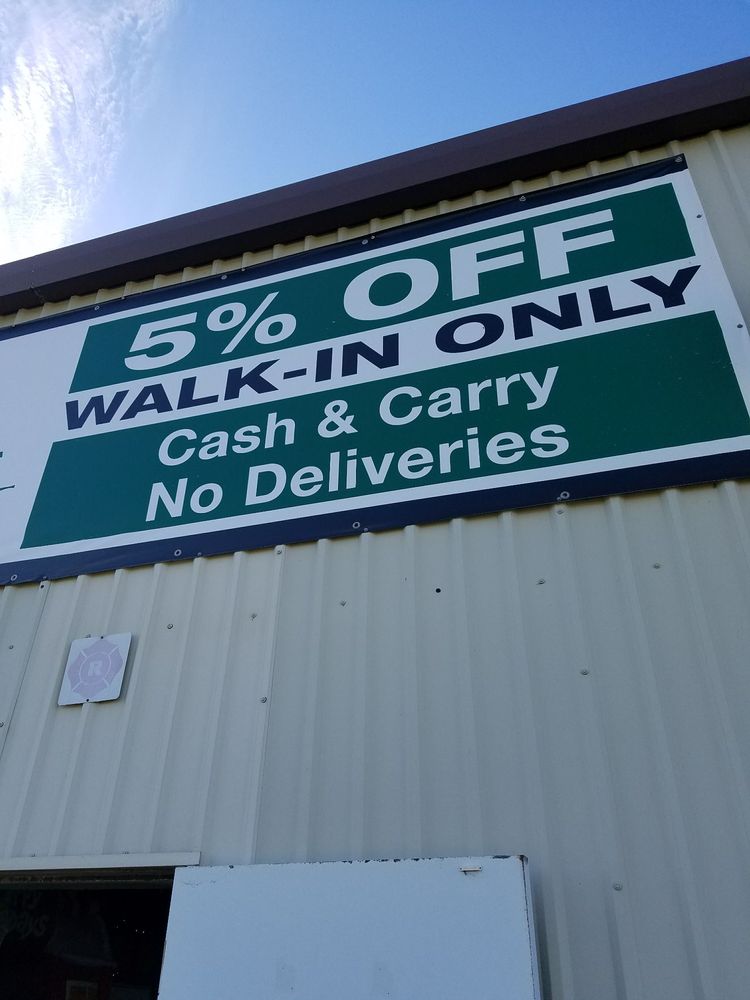 5% OFF
WALK-IN ONLY
Cash & Carry
No Deliveries
R